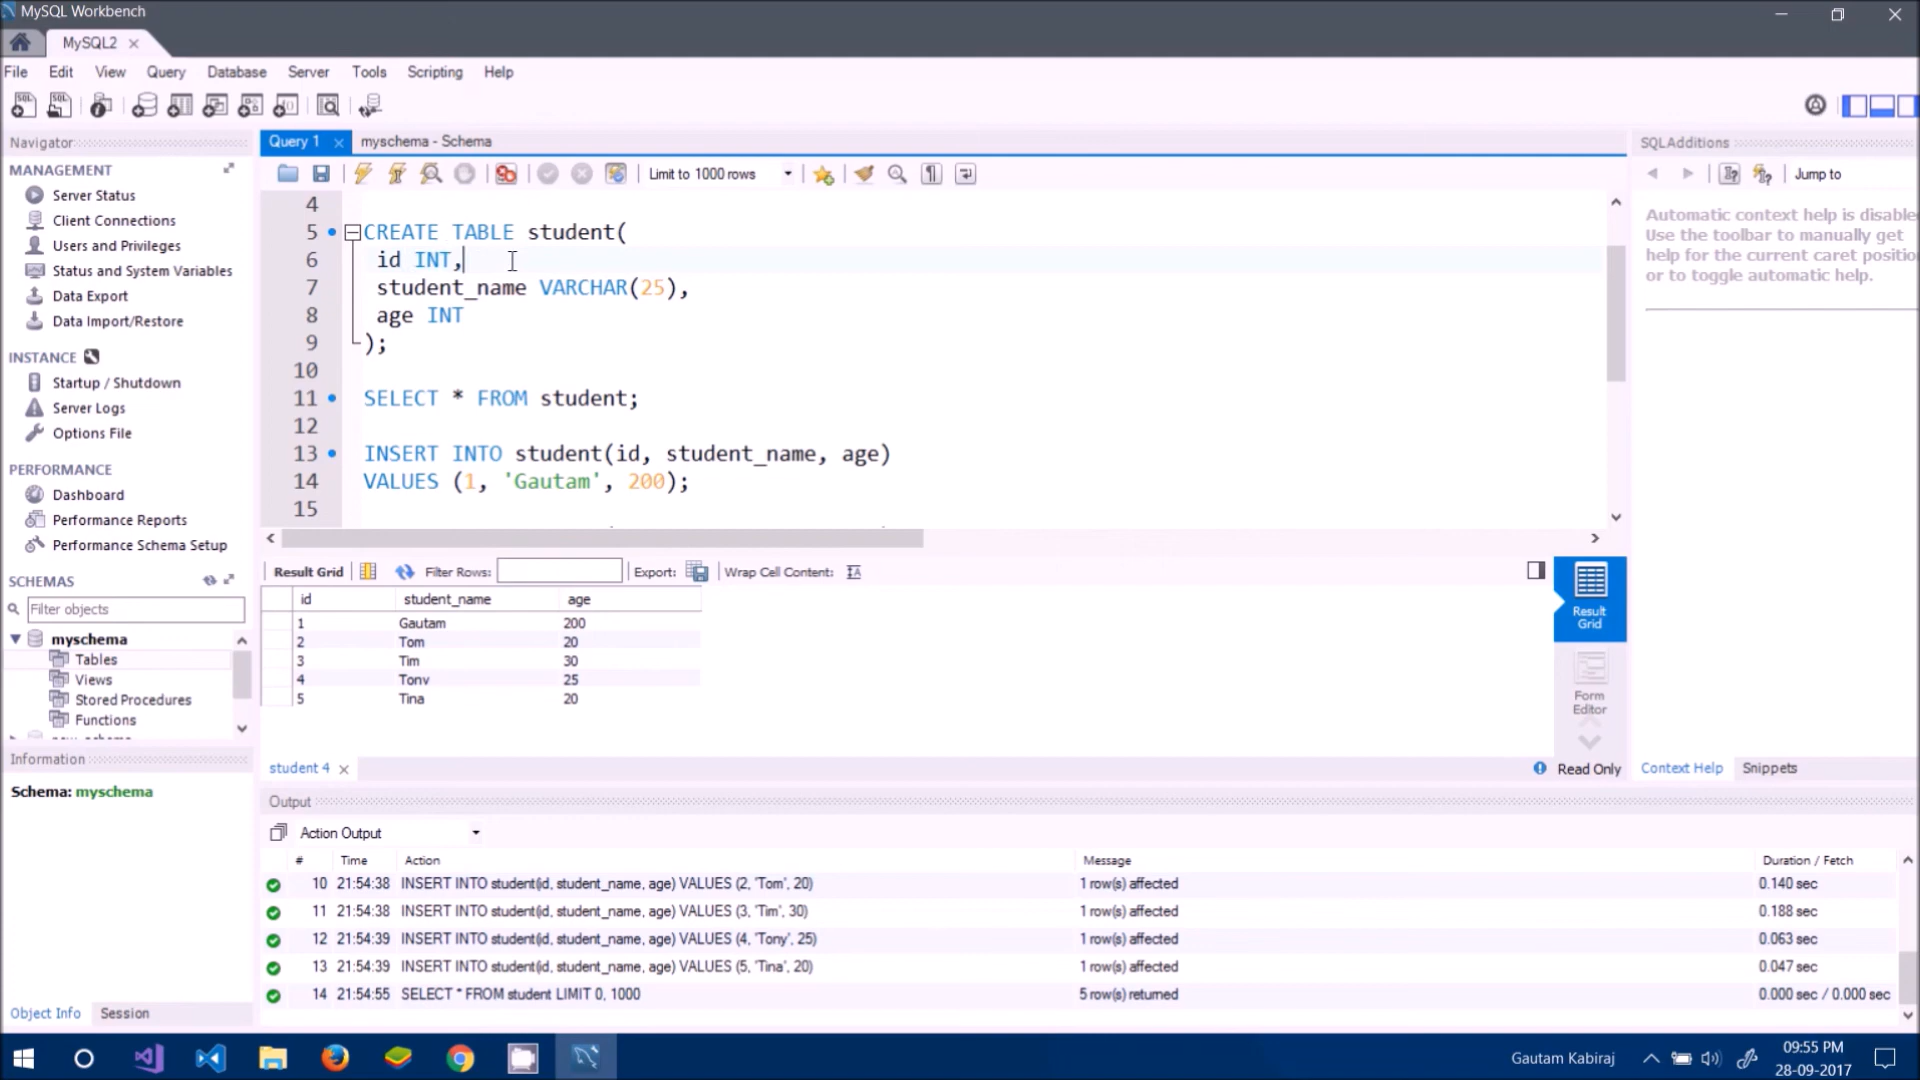 MySQL Workbench
MySQL2
File Edit View Query Database Server Tools Scripting Help
Navigator
MANAGEMENT
Server Status
Client Connections
Users and Privileges
Status and System Variables
Data Export
Data Import/Restore
INSTANCE
Startup / Shutdown
Server Logs
Options File
PERFORMANCE
Dashboard
Performance Reports
Performance Schema Setup
SCHEMAS
Filter objects
myschema
Tables
Views
Stored Procedures
Functions
Information
Schema: myschema
Object Info Session
Query 1 myschema - Schema
Limit to 1000 rows
4
5 CREATE TABLE student(
6 id INT,
7 student_name VARCHAR(25),
8 age INT
9 );
10
11 SELECT * FROM student;
12
13 INSERT INTO student(id, student_name, age)
14 VALUES (1, 'Gautam', 200);
15
Result Grid Filter Rows: Export: Wrap Cell Content:
id student_name age
1 Gautam 200
2 Tom 20
3 Tim 30
4 Tony 25
5 Tina 20
Result
Grid
Form
Editor
student 4
Read Only
SQLAdditions
Jump to
Automatic context help is disable
Use the toolbar to manually get
help for the current caret positio
or to toggle automatic help.
Context Help Snippets
Output
Action Output
# Time Action Message Duration / Fetch
10 21:54:38 INSERT INTO student(id, student_name, age) VALUES (2, 'Tom', 20) 1 row(s) affected 0.140 sec
11 21:54:38 INSERT INTO student(id, student_name, age) VALUES (3, 'Tim', 30) 1 row(s) affected 0.188 sec
12 21:54:39 INSERT INTO student(id, student_name, age) VALUES (4, 'Tony', 25) 1 row(s) affected 0.063 sec
13 21:54:39 INSERT INTO student(id, student_name, age) VALUES (5, 'Tina', 20) 1 row(s) affected 0.047 sec
14 21:54:55 SELECT * FROM student LIMIT 0, 1000 5 row(s) returned 0.000 sec / 0.000 sec
Gautam Kabiraj
09:55 PM
28-09-2017